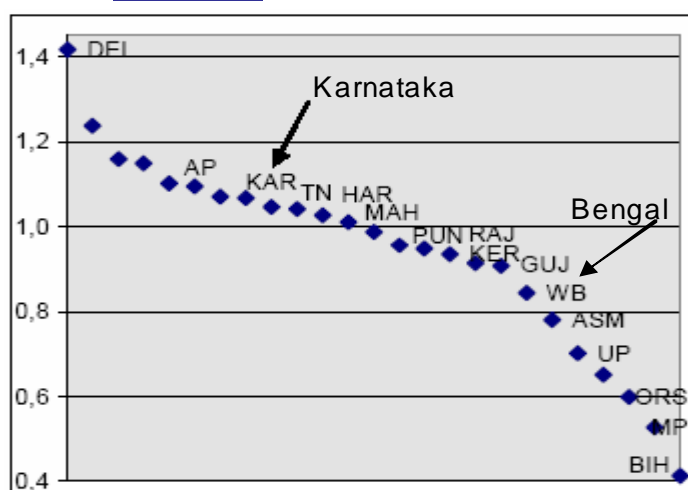 1,4
DEL
Karnataka
1,2
AP
KAR
TN
HAR
MAH
Bengal
1,0
PUN
RAJ
KER
GUJ
WB
0,8
ASM
UP
0,6
ORS
MP
BIH
0,4